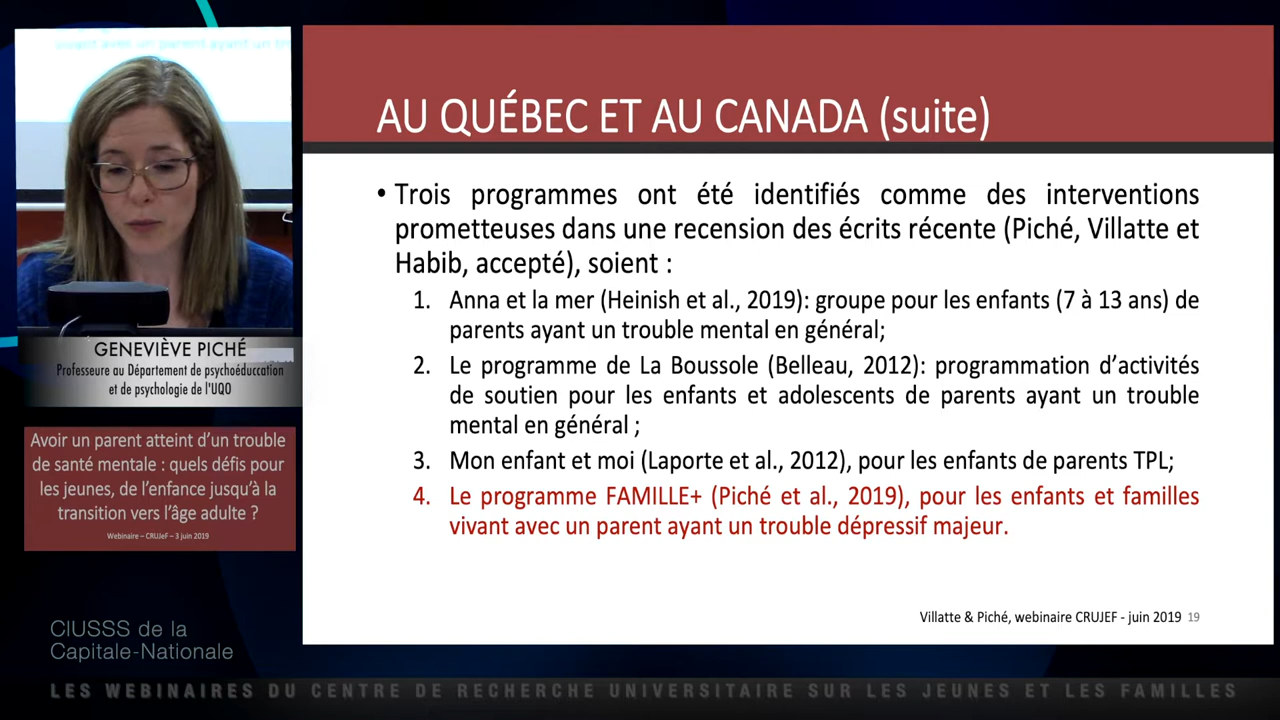 AU QUÉBEC ET AU CANADA (suite)
• Trois programmes ont été identifiés comme des interventions
prometteuses dans une recension des écrits récente (Piché, Villatte et
Habib, accepté), soient :
1. Anna et la mer (Heinish et al., 2019): groupe pour les enfants (7 à 13 ans) de
parents ayant un trouble mental en général;
2. Le programme de La Boussole (Belleau, 2012): programmation d’activités
de soutien pour les enfants et adolescents de parents ayant un trouble
mental en général ;
3. Mon enfant et moi (Laporte et al., 2012), pour les enfants de parents TPL;
4. Le programme FAMILLE+ (Piché et al., 2019), pour les enfants et familles
vivant avec un parent ayant un trouble dépressif majeur.
Villatte & Piché, webinaire CRUJEF - juin 2019 19
GENEVIÈVE PICHÉ
Professeure au Département de psychoéduccation
et de psychologie de l'UQO
Avoir un parent atteint d’un trouble
de santé mentale : quels défis pour
les jeunes, de l’enfance jusqu’à la
transition vers l’âge adulte ?
Webinaire – CRUJeF – 3 juin 2019
CIUSSS de la
Capitale-Nationale
LES WEBINAIRES DU CENTRE DE RECHERCHE UNIVERSITAIRE SUR LES JEUNES ET LES FAMILLES